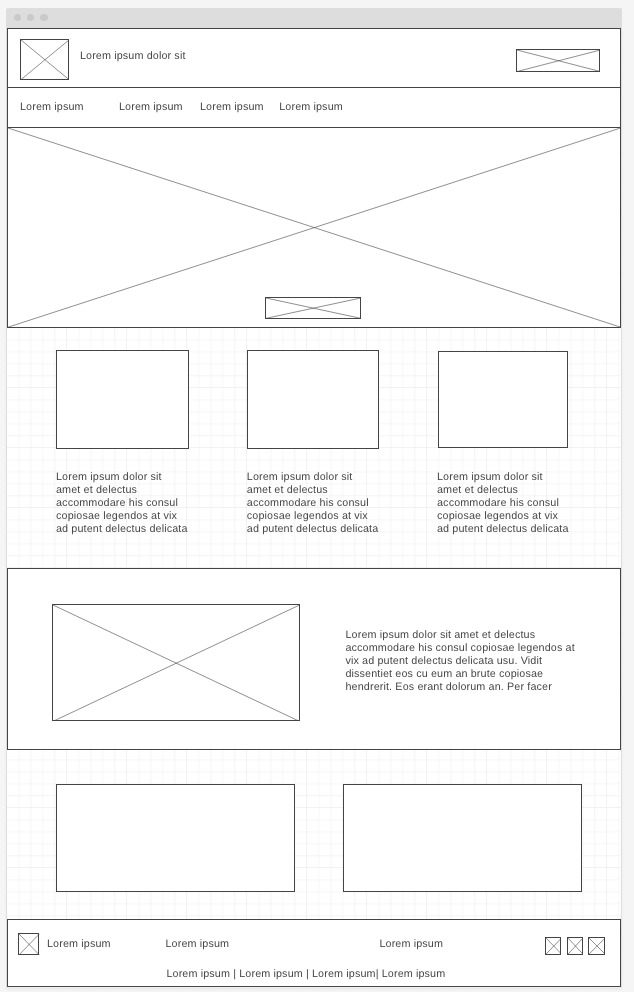 Lorem ipsum dolor sit
Lorem ipsum
Lorem ipsum
Lorem ipsum
Lorem ipsum
Lorem ipsum dolor sit
amet et delectus
accommodare his consul
copiosae legendos at vix
ad putent delectus delicata
Lorem ipsum dolor sit
amet et delectus
accommodare his consul
copiosae legendos at vix
ad putent delectus delicata
Lorem ipsum dolor sit
amet et delectus
accommodare his consul
copiosae legendos at vix
ad putent delectus delicata
Lorem ipsum dolor sit amet et delectus
accommodare his consul copiosae legendos at
vix ad putent delectus delicata usu. Vidit
dissentiet eos cu eum an brute copiosae
hendrerit. Eos erant dolorum an. Per facer
Lorem ipsum
Lorem ipsum
Lorem ipsum
Lorem ipsum | Lorem ipsum | Lorem ipsum| Lorem ipsum